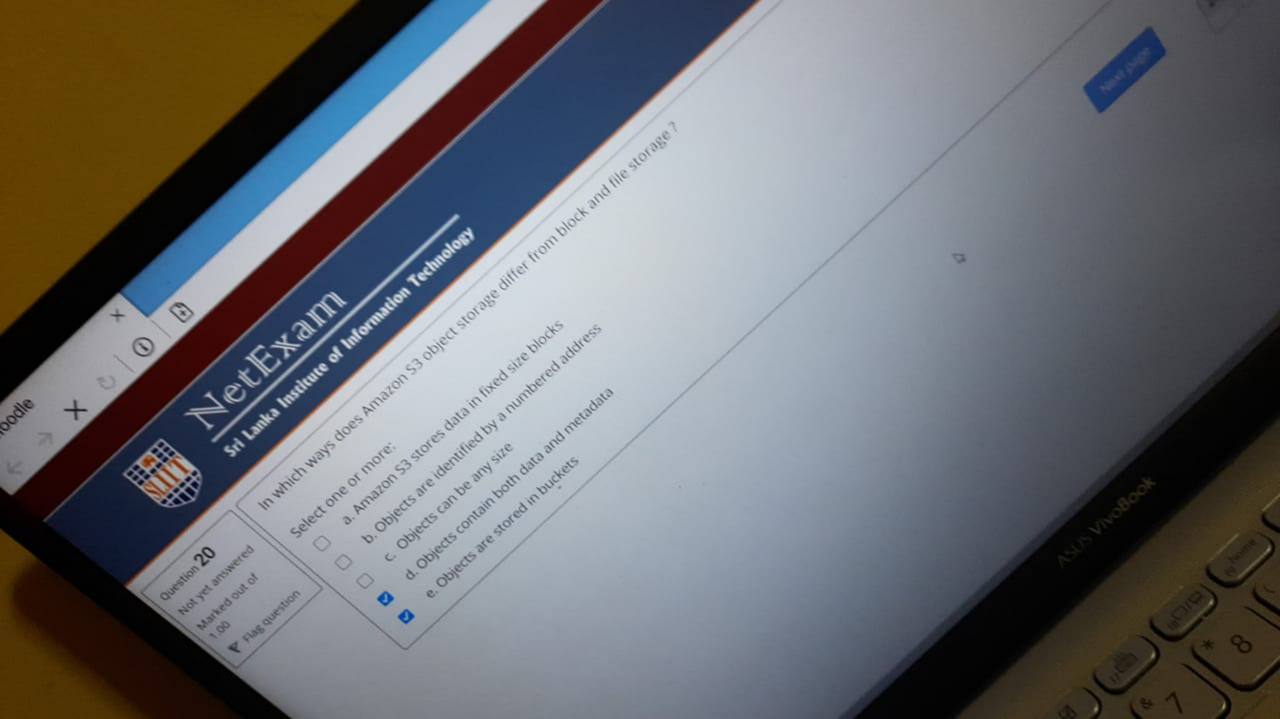 oodle
NetExam
Sri Lanka Institute of Information Technology
SLIIT
Question 20
Not yet answered
Marked out of
1.00
Flag question
In which ways does Amazon S3 object storage differ from block and file storage ?
Select one or more:
a. Amazon S3 stores data in fixed size blocks
b. Objects are identified by a numbered address
c. Objects can be any size
d. Objects contain both data and metadata
e. Objects are stored in buckets
Next page
ASUS VivoBook
home
* 8
& 7